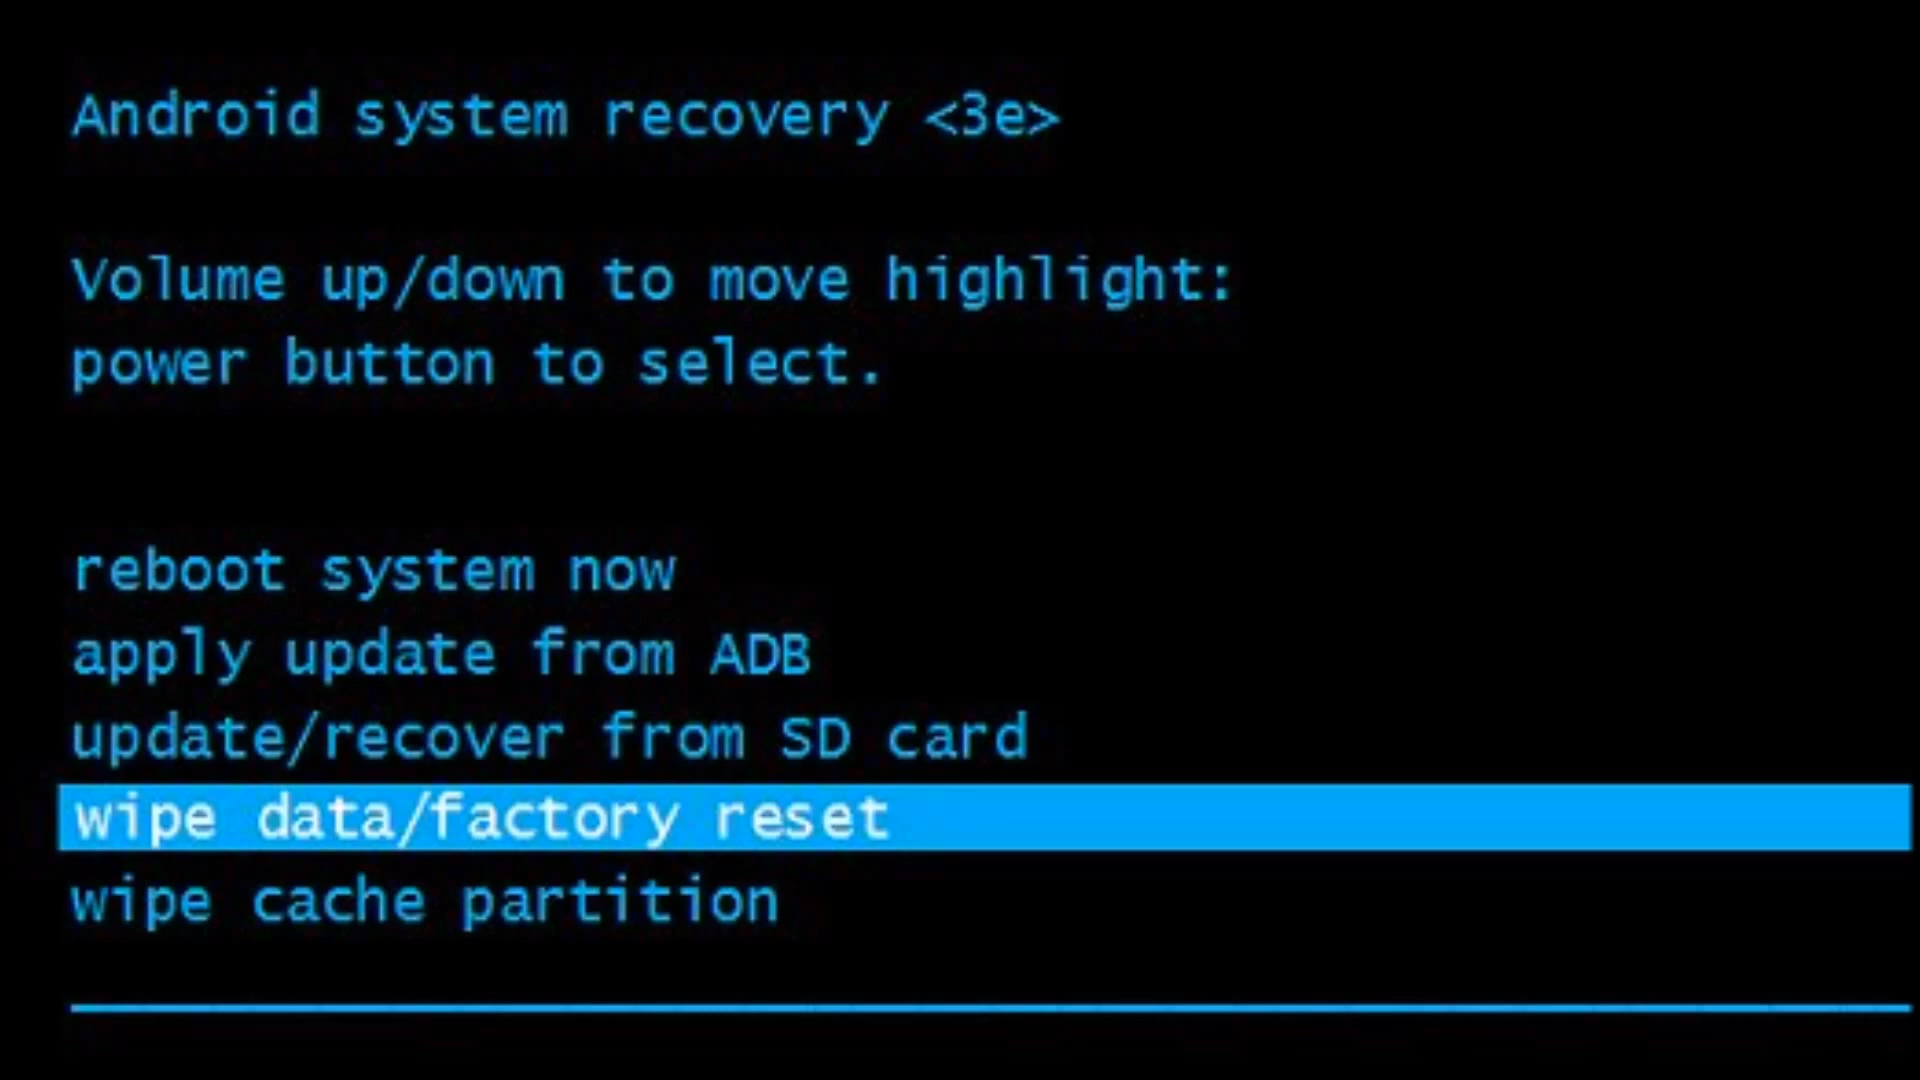 Android system recovery <3e>
Volume up/down to move highlight:
power button to select.
reboot system now
apply update from ADB
update/recover from SD card
wipe data/factory reset
wipe cache partition